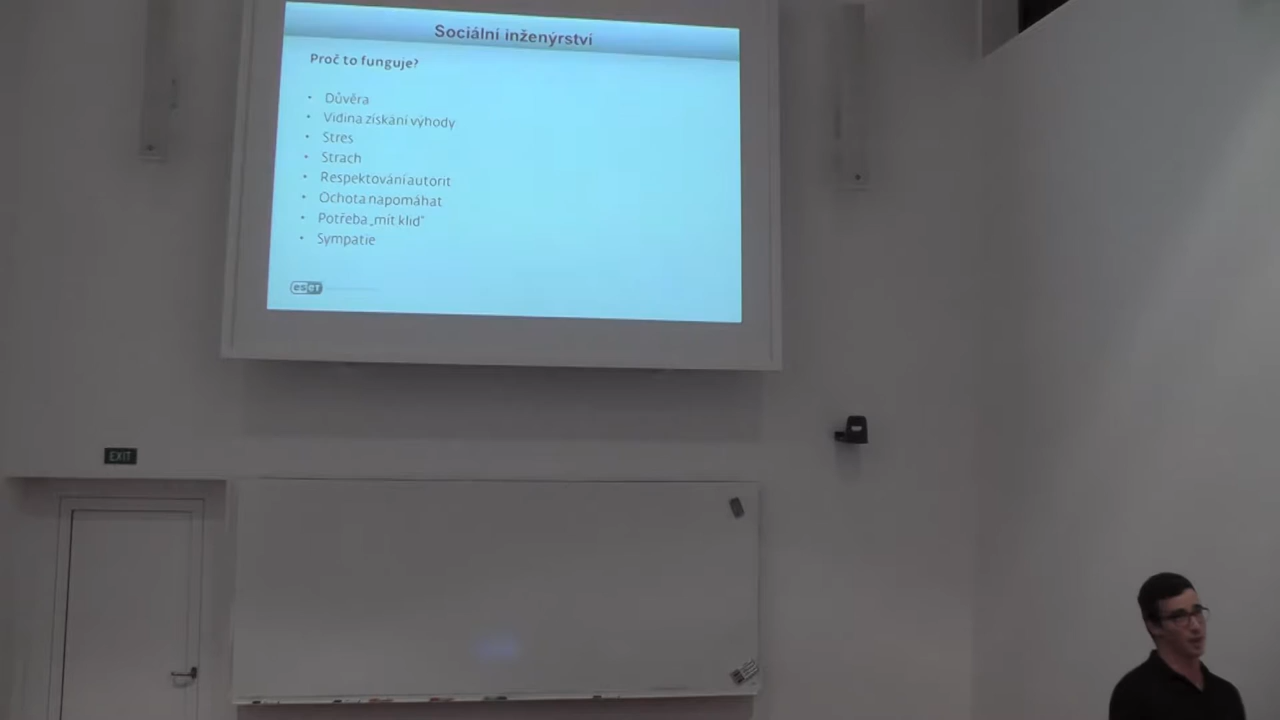 Sociální inženýrství
Proč to funguje?
• Důvěra
• Vidina získání výhody
• Stres
• Strach
• Respektování autorit
• Ochota napomáhat
• Potřeba „mít klid“
• Sympatie
eseT
EXIT